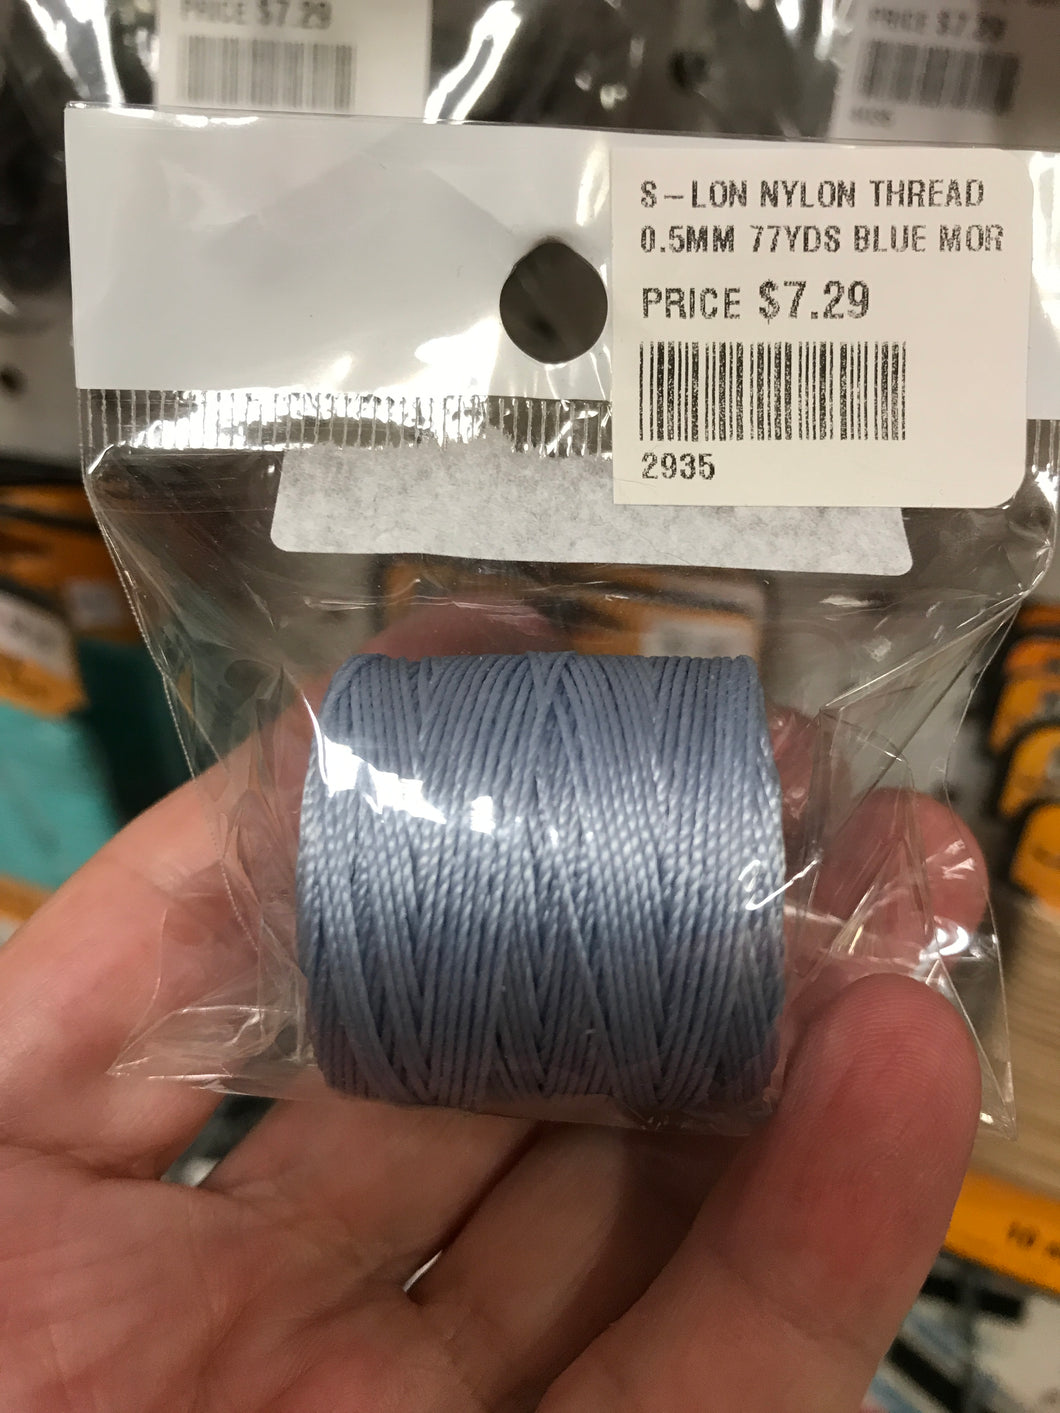 PRICE $7.29
PRICE $7.29
S-LON NYLON THREAD
0.5MM 77YDS BLUE MOR
PRICE $7.29
2935